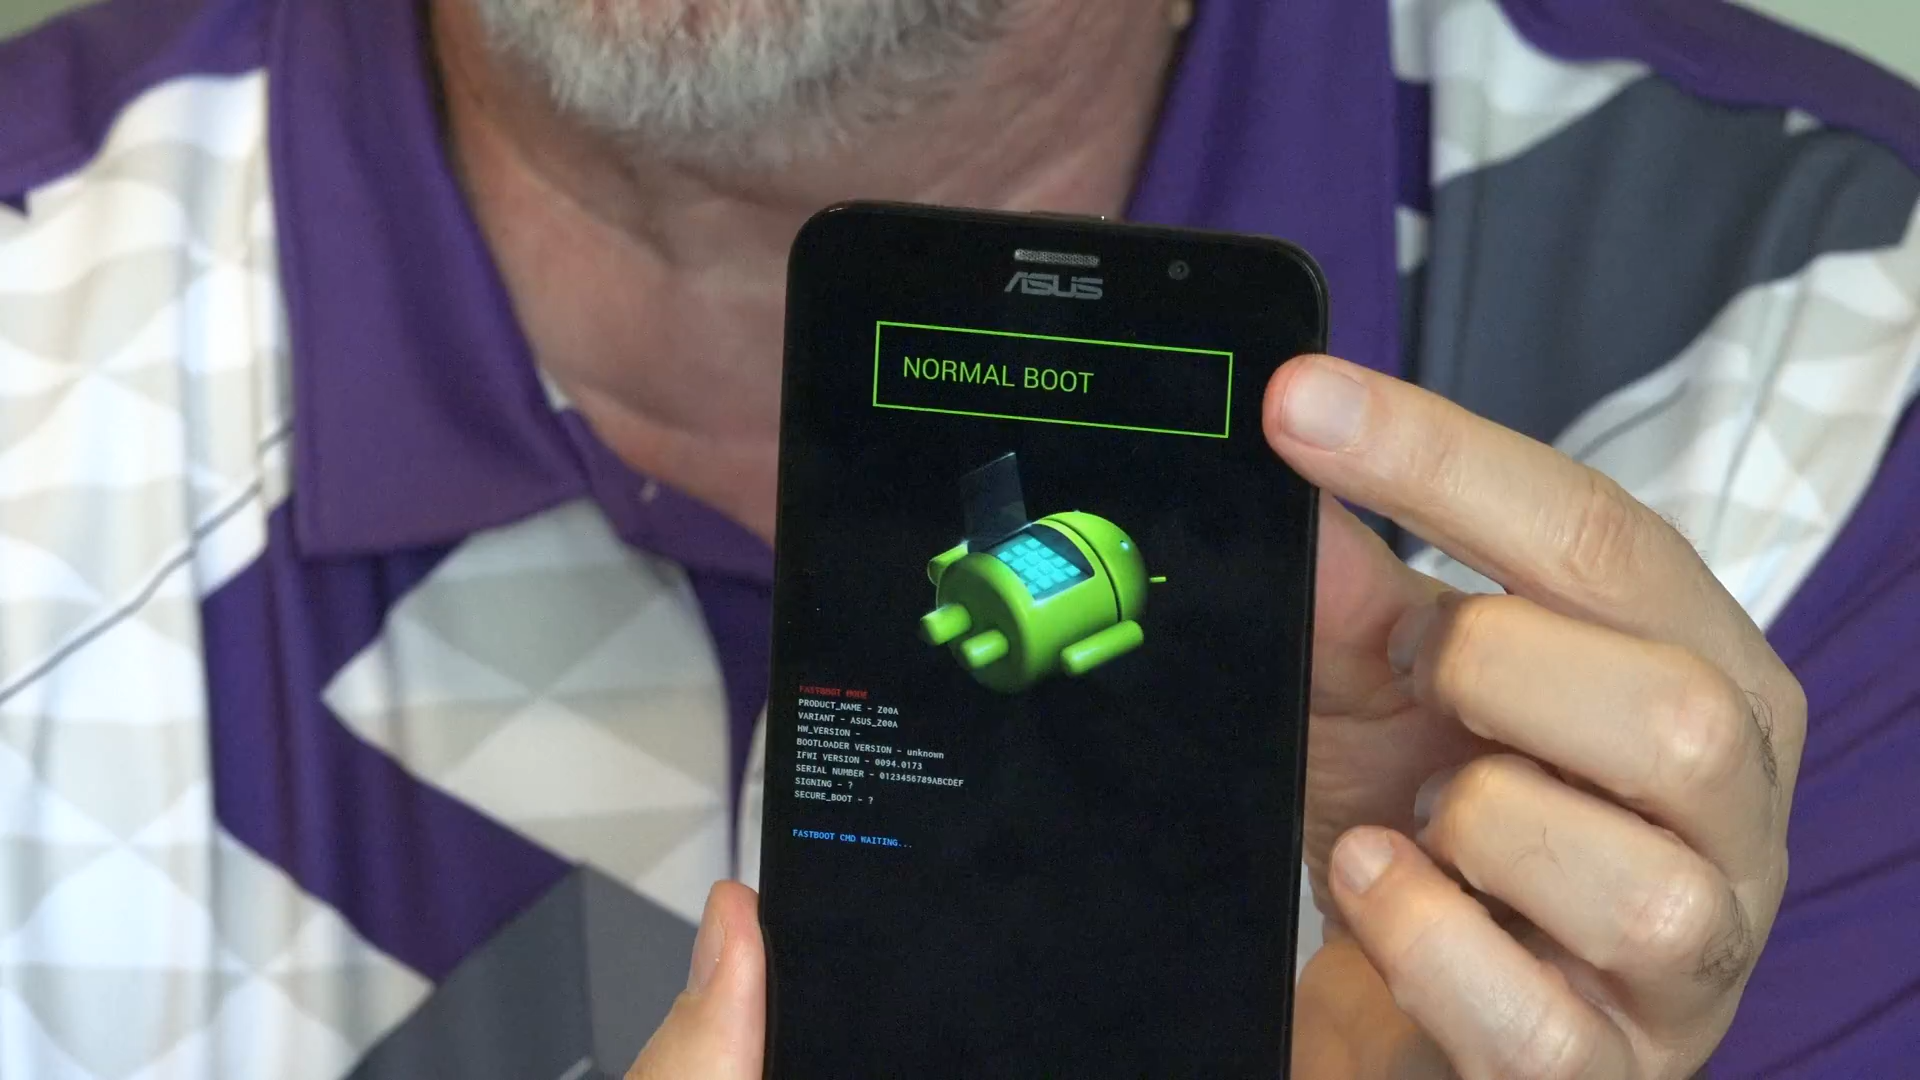 ASUS
NORMAL BOOT
FASTBOOT MODE
PRODUCT_NAME - Z00A
VARIANT - ASUS_Z00A
HW_VERSION -
BOOTLOADER VERSION - unknown
IFWI VERSION - 0094.0173
SERIAL NUMBER - 0123456789ABCDEF
SIGNING - ?
SECURE_BOOT - ?
FASTBOOT CMD WAITING...